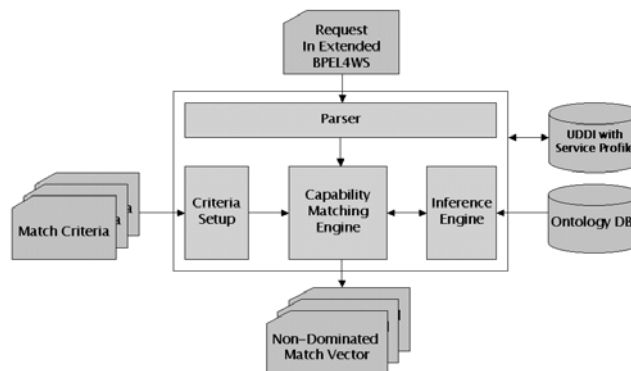 Request
In Extended
BPEL4WS
Parser
UDDI with
Service Profile
Criteria
Setup
Capability
Matching
Engine
Inference
Engine
Match Criteria
Ontology DB
Non-Dominated
Match Vector